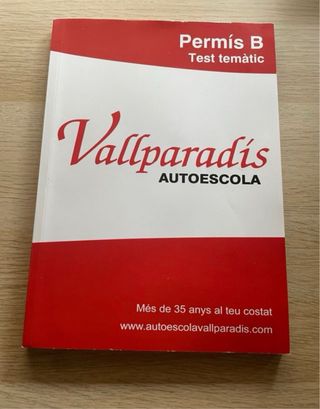 Permís B
Test temàtic
Vallparadís
AUTOESCOLA
Més de 35 anys al teu costat
www.autoescolavallparadis.com